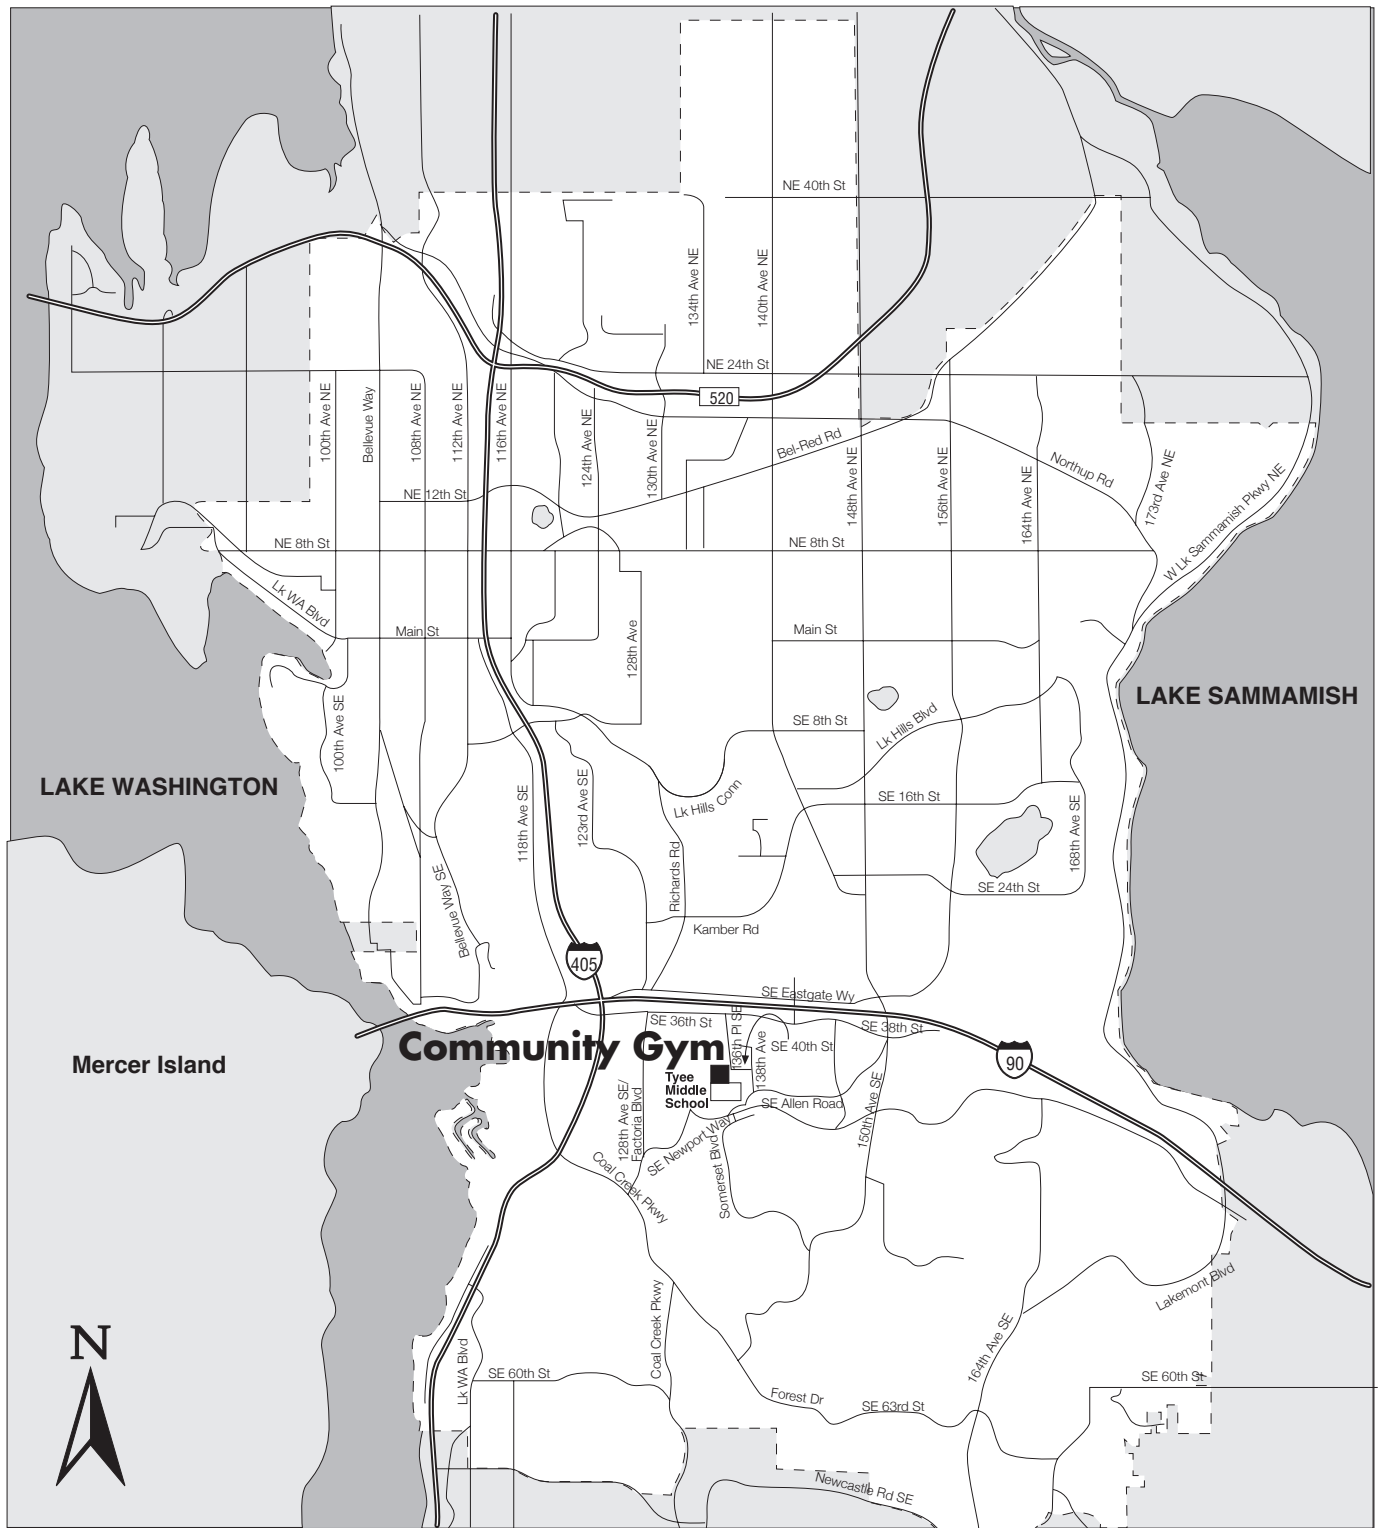 NE 40th St
134th Ave NE
140th Ave NE
NE 24th St
520
100th Ave NE
Bellevue Way
108th Ave NE
112th Ave NE
116th Ave NE
124th Ave NE
130th Ave NE
Bel-Red Rd
148th Ave NE
156th Ave NE
164th Ave NE
Northup Rd
173rd Ave NE
W Lk Sammamish Pkwy NE
NE 12th St
NE 8th St
NE 8th St
Lk WA Blvd
Main St
Main St
128th Ave
LAKE SAMMAMISH
100th Ave SE
SE 8th St
Lk Hills Blvd
LAKE WASHINGTON
118th Ave SE
123rd Ave SE
Lk Hills Conn
SE 16th St
168th Ave SE
Richards Rd
Bellevue Way SE
SE 24th St
Kamber Rd
405
SE Eastgate Wy
SE 36th St
136th Pl SE
SE 38th St
Community Gym
138th Ave
SE 40th St
90
Mercer Island
Tyee
Middle
School
128th Ave SE/
Factoria Blvd
SE Allen Road
150th Ave SE
SE Newport Way
Somerset Blvd
Coal Creek Pkwy
Coal Creek Pkwy
Lakemont Blvd
164th Ave SE
N
Lk WA Blvd
SE 60th St
SE 60th St
Forest Dr
SE 63rd St
Newcastle Rd SE